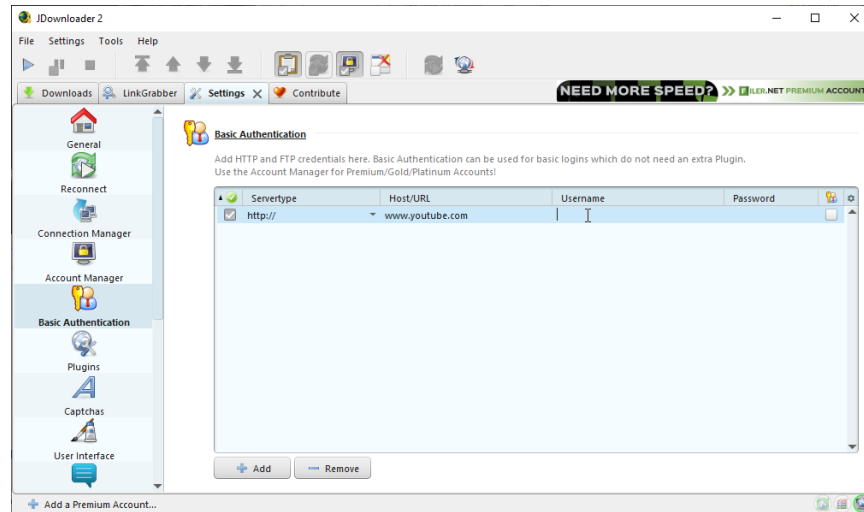 JDownloader 2
File Settings Tools Help
Downloads LinkGrabber Settings Contribute
NEED MORE SPEED? FILER.NET PREMIUM ACCOUNT
General
Reconnect
Connection Manager
Account Manager
Basic Authentication
Plugins
Captchas
User Interface
Basic Authentication
Add HTTP and FTP credentials here. Basic Authentication can be used for basic logins which do not need an extra Plugin.
Use the Account Manager for Premium/Gold/Platinum Accounts!
Servertype Host/URL Username Password
http:// www.youtube.com
Add Remove
Add a Premium Account...